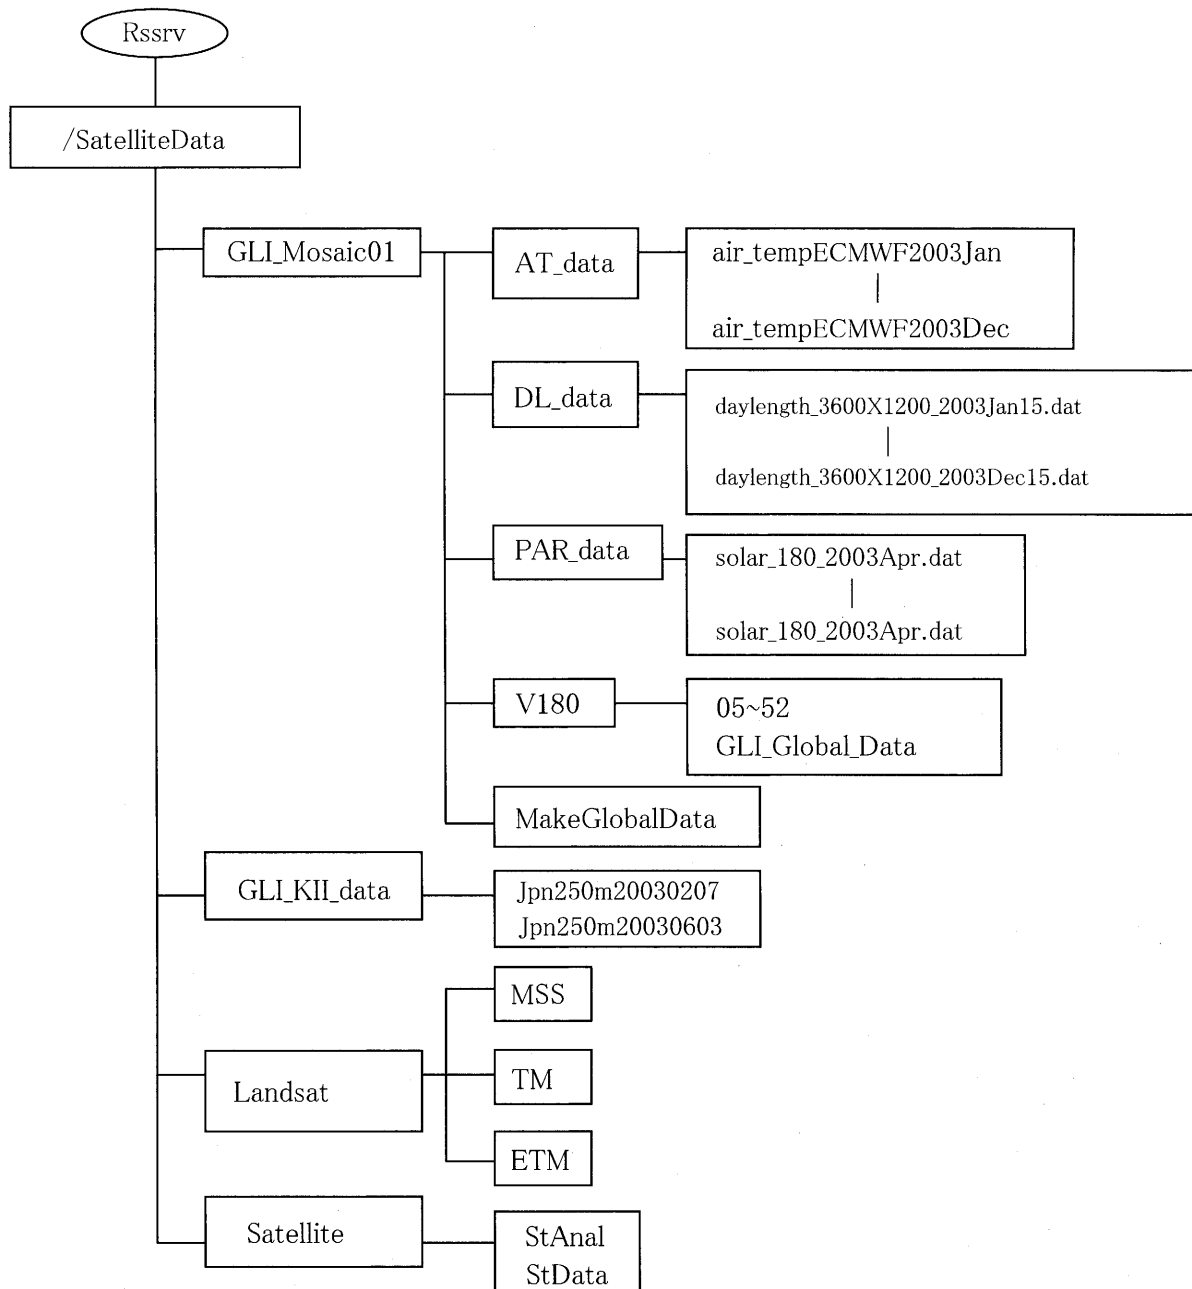 Rssrv
/SatelliteData
GLI_Mosaic01
AT_data
air_tempECMWF2003Jan
air_tempECMWF2003Dec
DL_data
daylength_3600X1200_2003Jan15.dat
daylength_3600X1200_2003Dec15.dat
PAR_data
solar_180_2003Apr.dat
solar_180_2003Apr.dat
V180
05~52
GLI_Global_Data
MakeGlobalData
GLI_KII_data
Jpn250m20030207
Jpn250m20030603
Landsat
MSS
TM
ETM
Satellite
StAnal
StData